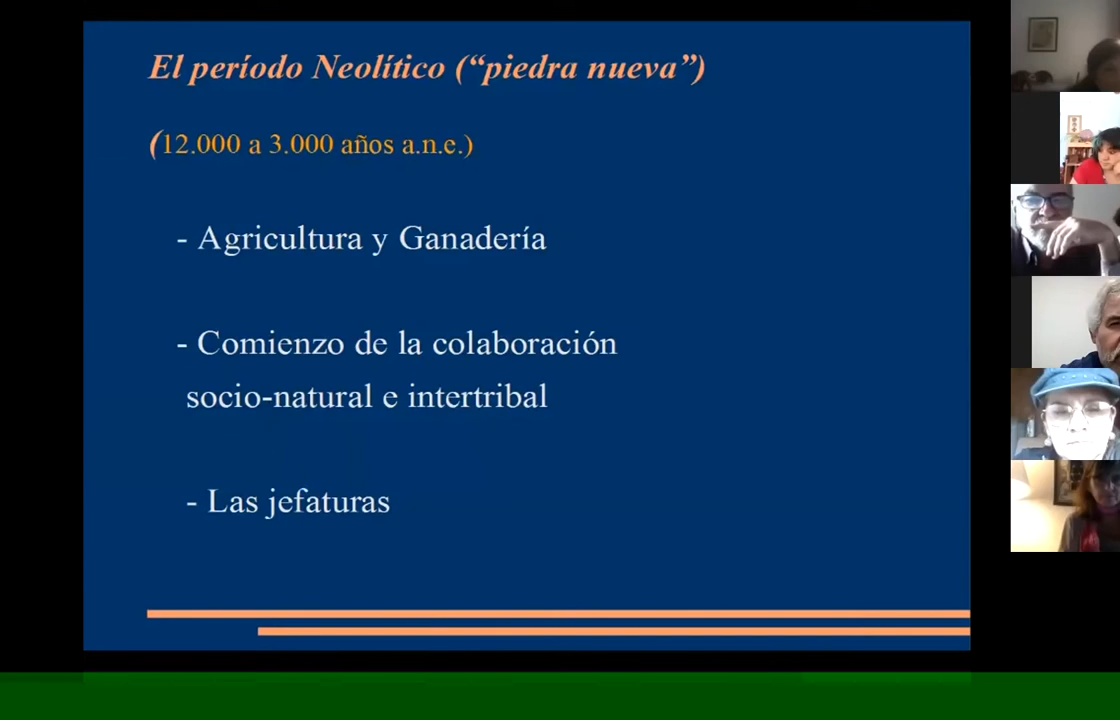 El período Neolítico (“piedra nueva”)
(12.000 a 3.000 años a.n.e.)
- Agricultura y Ganadería
- Comienzo de la colaboración
socio-natural e intertribal
- Las jefaturas